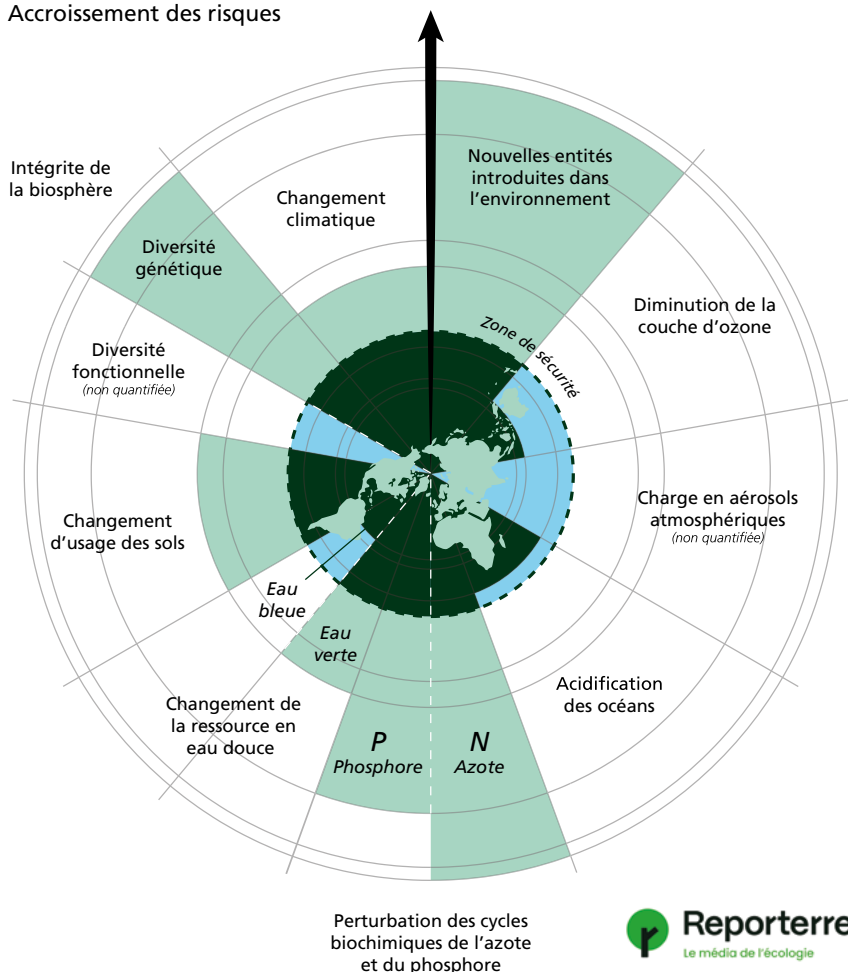 Accroissement des risques
Nouvelles entités
introduites dans
l'environnement
Intégrite de
la biosphère
Changement
climatique
Diversité
génétique
Diminution de la
couche d'ozone
Zone de sécurité
Diversité
fonctionnelle
(non quantifiée)
Charge en aérosols
atmosphériques
(non quantifiée)
Changement
d'usage des sols
Eau
bleue
Eau
verte
Acidification
des océans
Changement de
la ressource en
eau douce
P
Phosphore
N
Azote
Perturbation des cycles
biochimiques de l'azote
et du phosphore
Reporterre
Le média de l'écologie